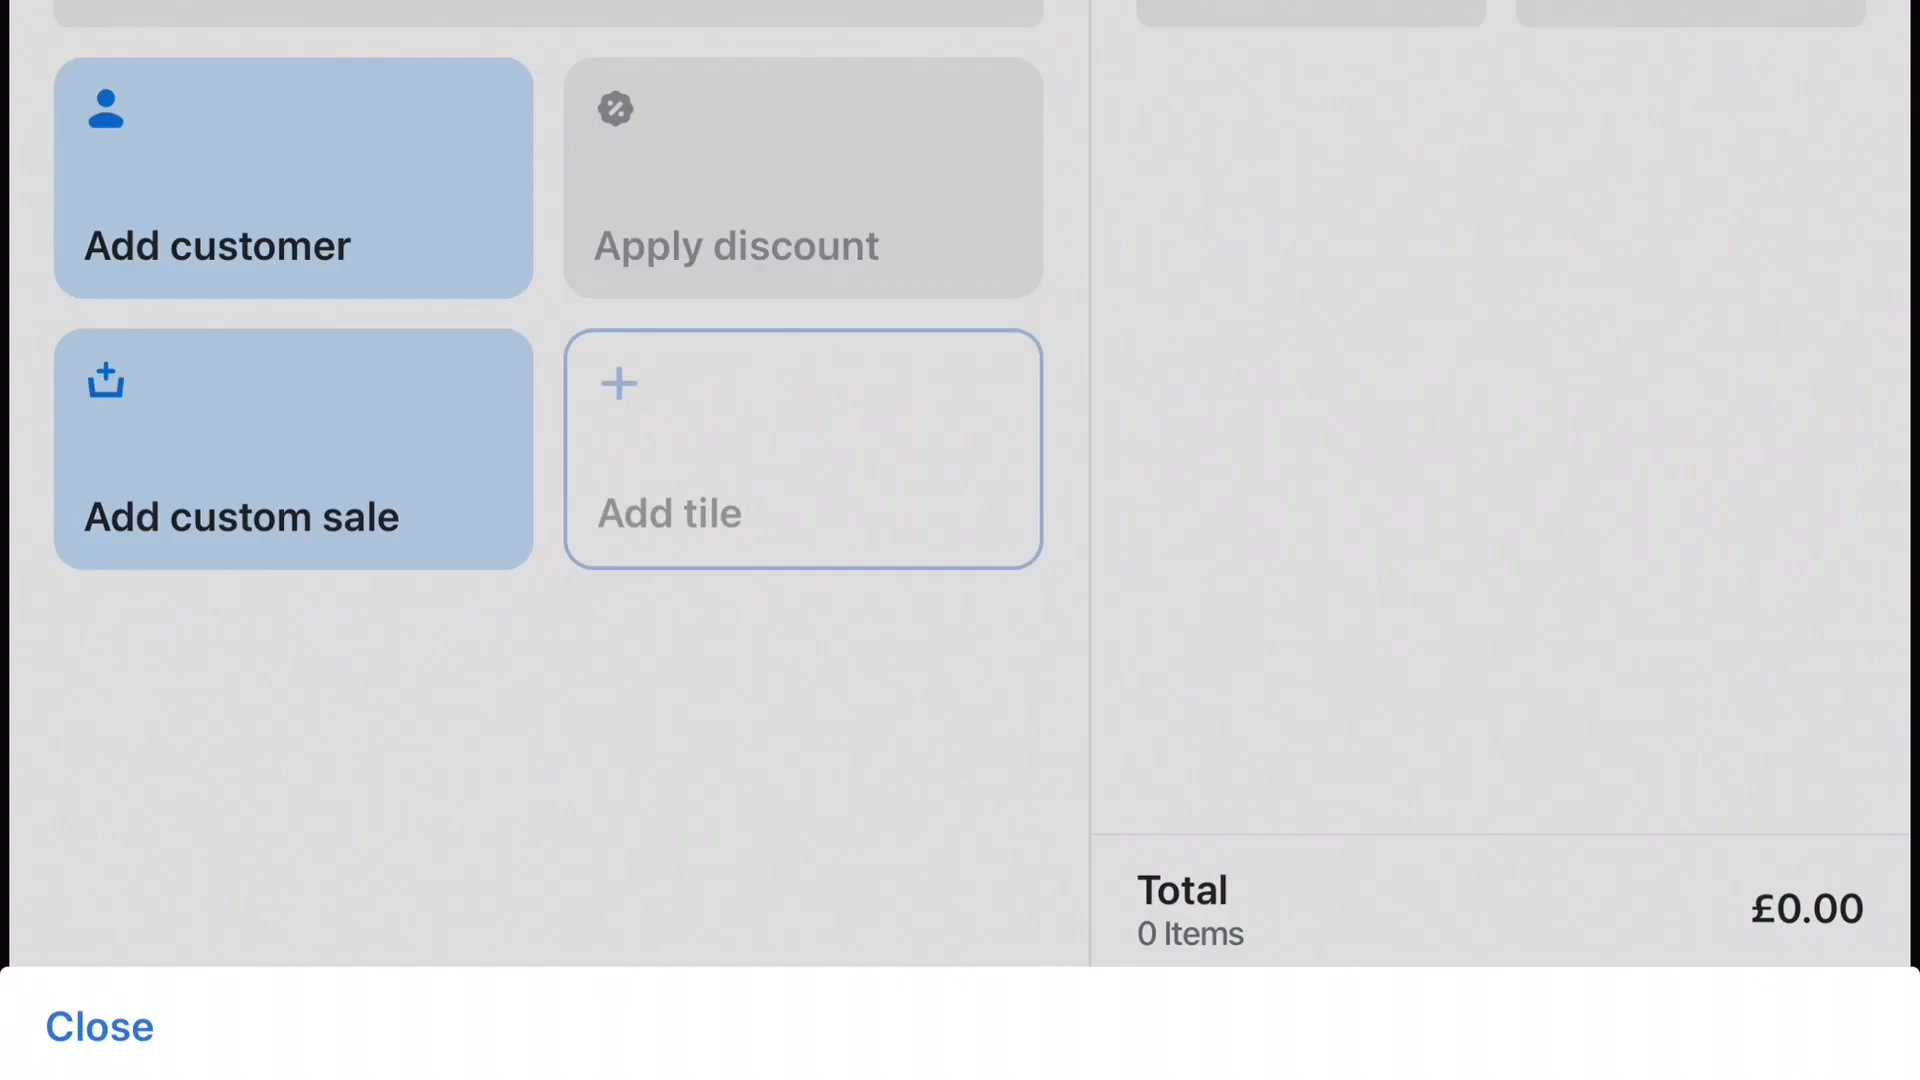 Add customer
Apply discount
Add custom sale
Add tile
Total
0 Items
£0.00
Close